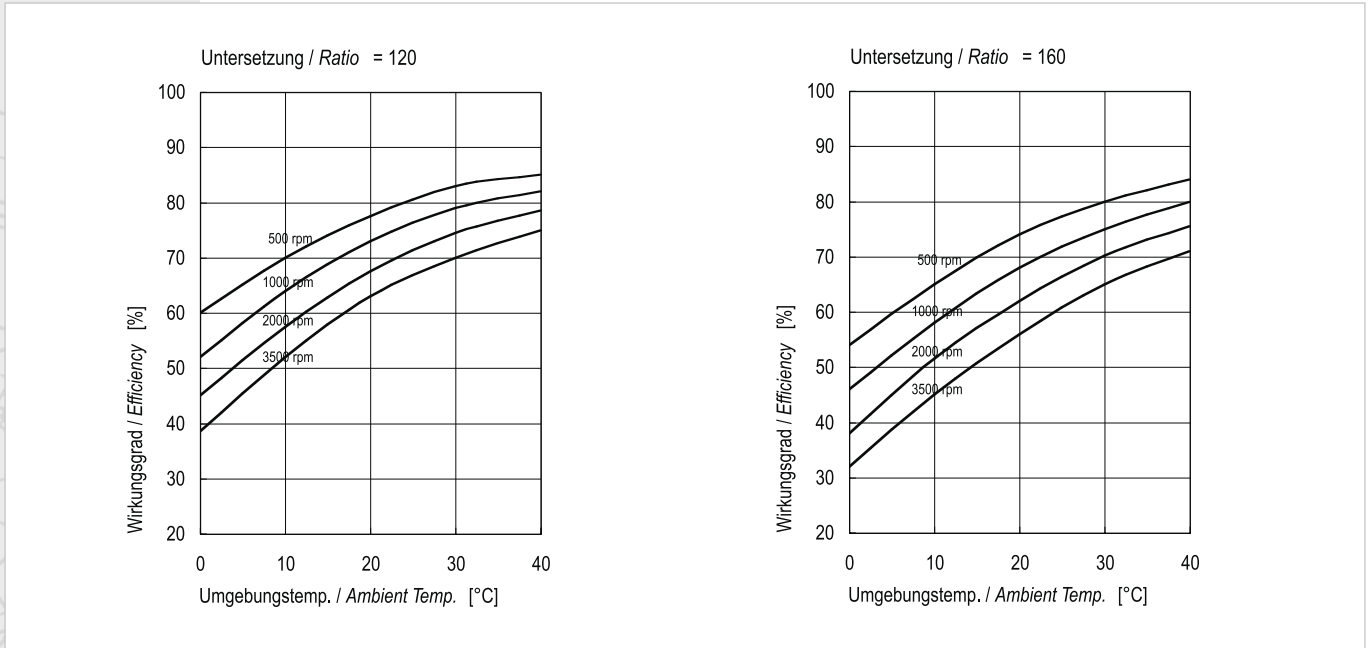 Untersetzung / Ratio = 120
100
90
80
70
60
50
40
30
20
500 rpm
1000 rpm
2000 rpm
3500 rpm
Wirkungsgrad / Efficiency [%]
0 10 20 30 40
Umgebungstemp. / Ambient Temp. [°C]
Untersetzung / Ratio = 160
100
90
80
70
60
50
40
30
20
500 rpm
1000 rpm
2000 rpm
3500 rpm
Wirkungsgrad / Efficiency [%]
0 10 20 30 40
Umgebungstemp. / Ambient Temp. [°C]